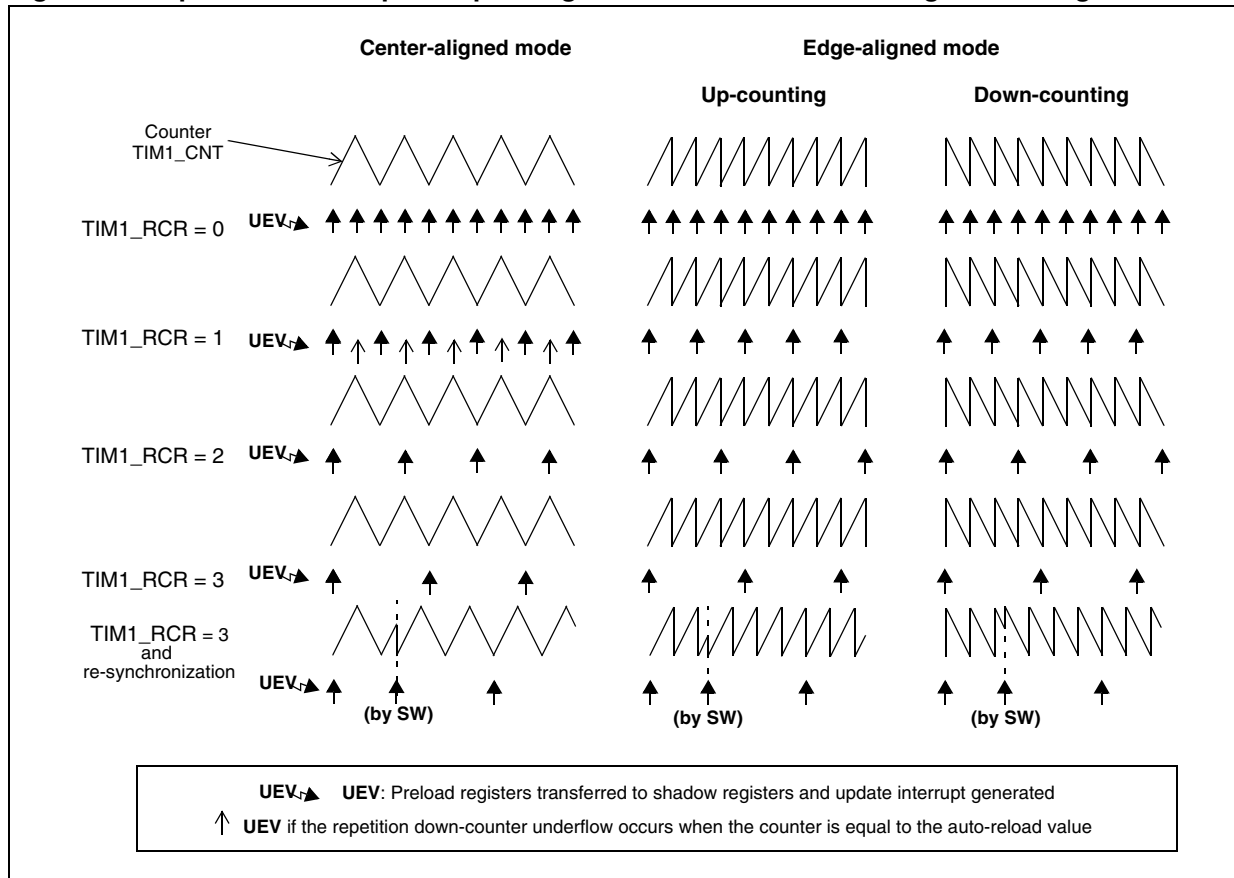 Center-aligned mode
Edge-aligned mode
Up-counting
Down-counting
Counter
TIM1_CNT
TIM1_RCR = 0
UEV
TIM1_RCR = 1
UEV
TIM1_RCR = 2
UEV
TIM1_RCR = 3
UEV
TIM1_RCR = 3
and
re-synchronization
UEV
(by SW)
(by SW)
(by SW)
UEV UEV: Preload registers transferred to shadow registers and update interrupt generated
UEV if the repetition down-counter underflow occurs when the counter is equal to the auto-reload value